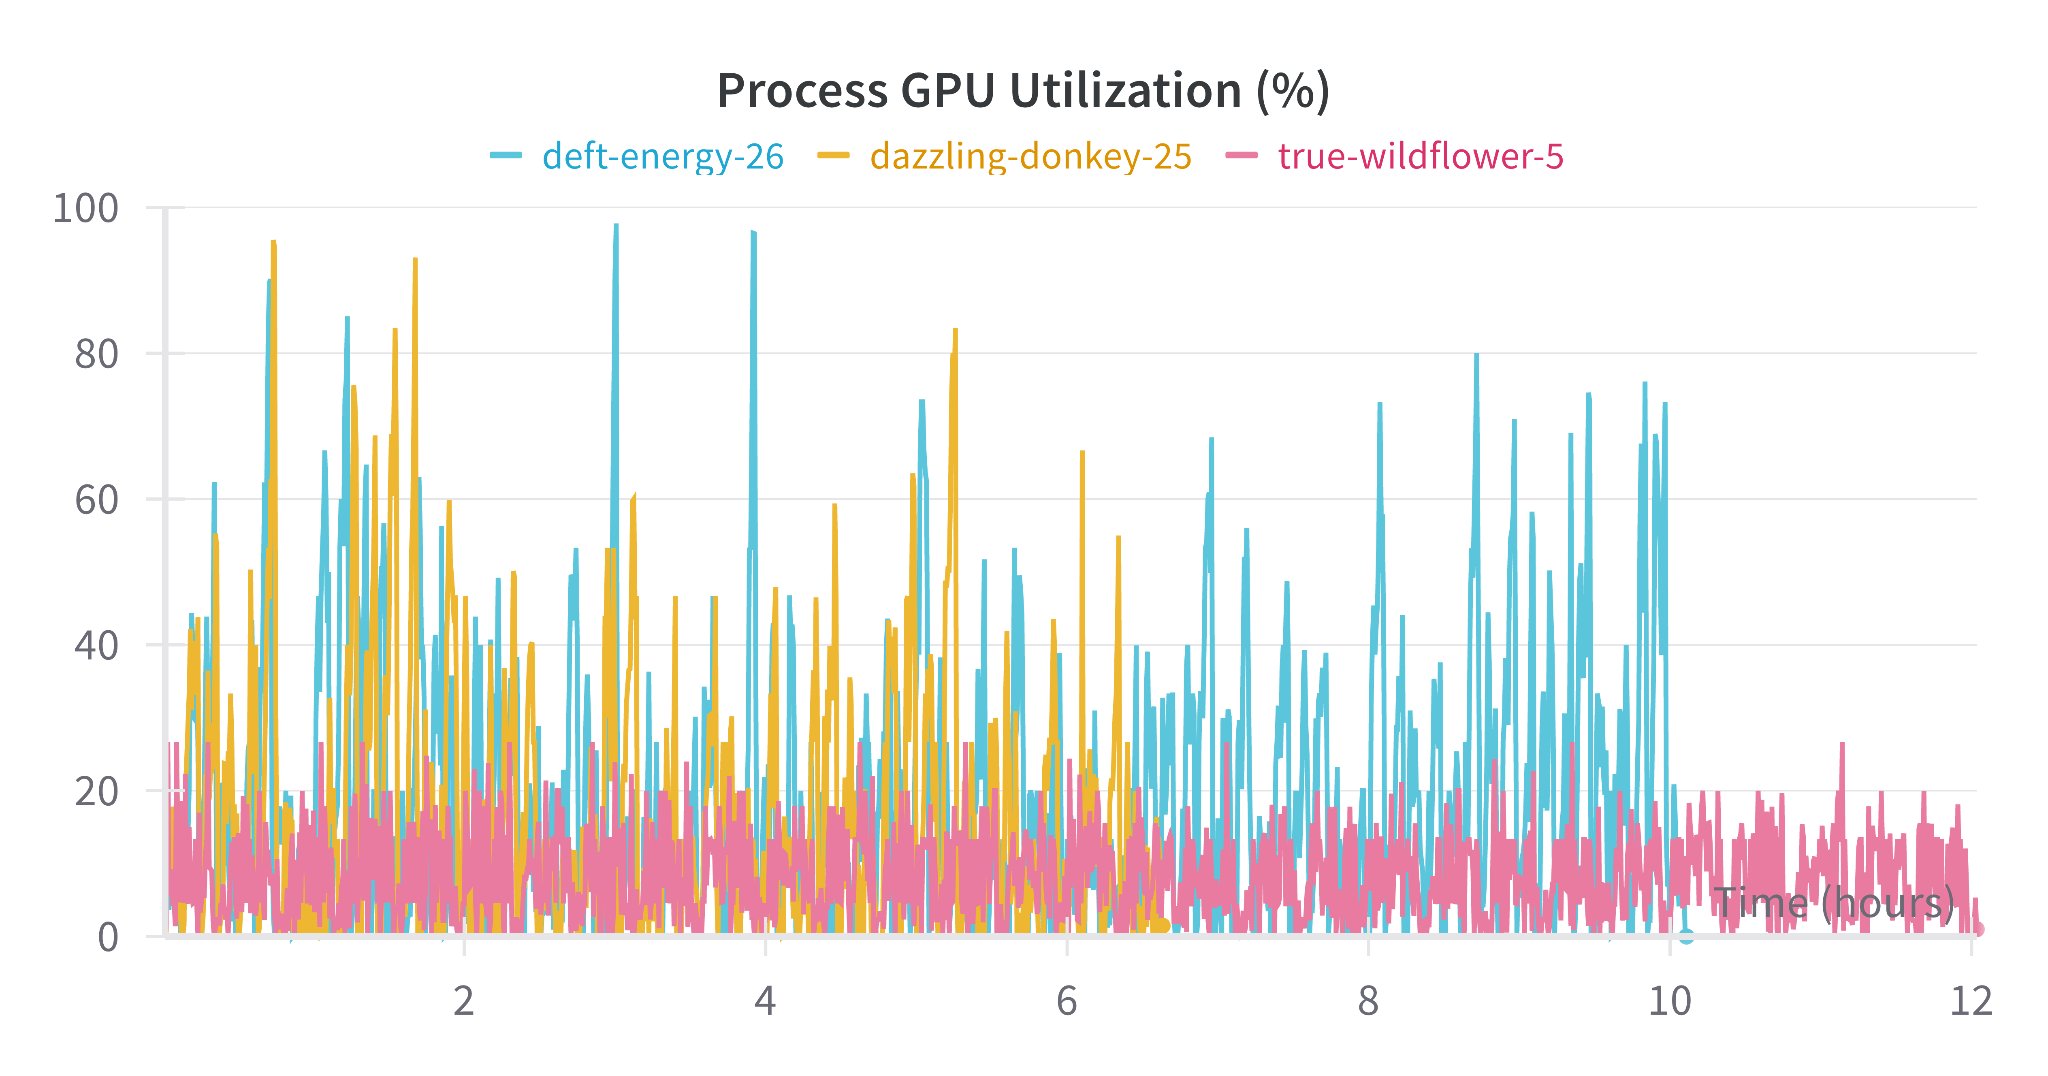 Process GPU Utilization (%)
deft-energy-26 dazzling-donkey-25 true-wildflower-5
100
80
60
40
20
0
Time (hours)
2 4 6 8 10 12